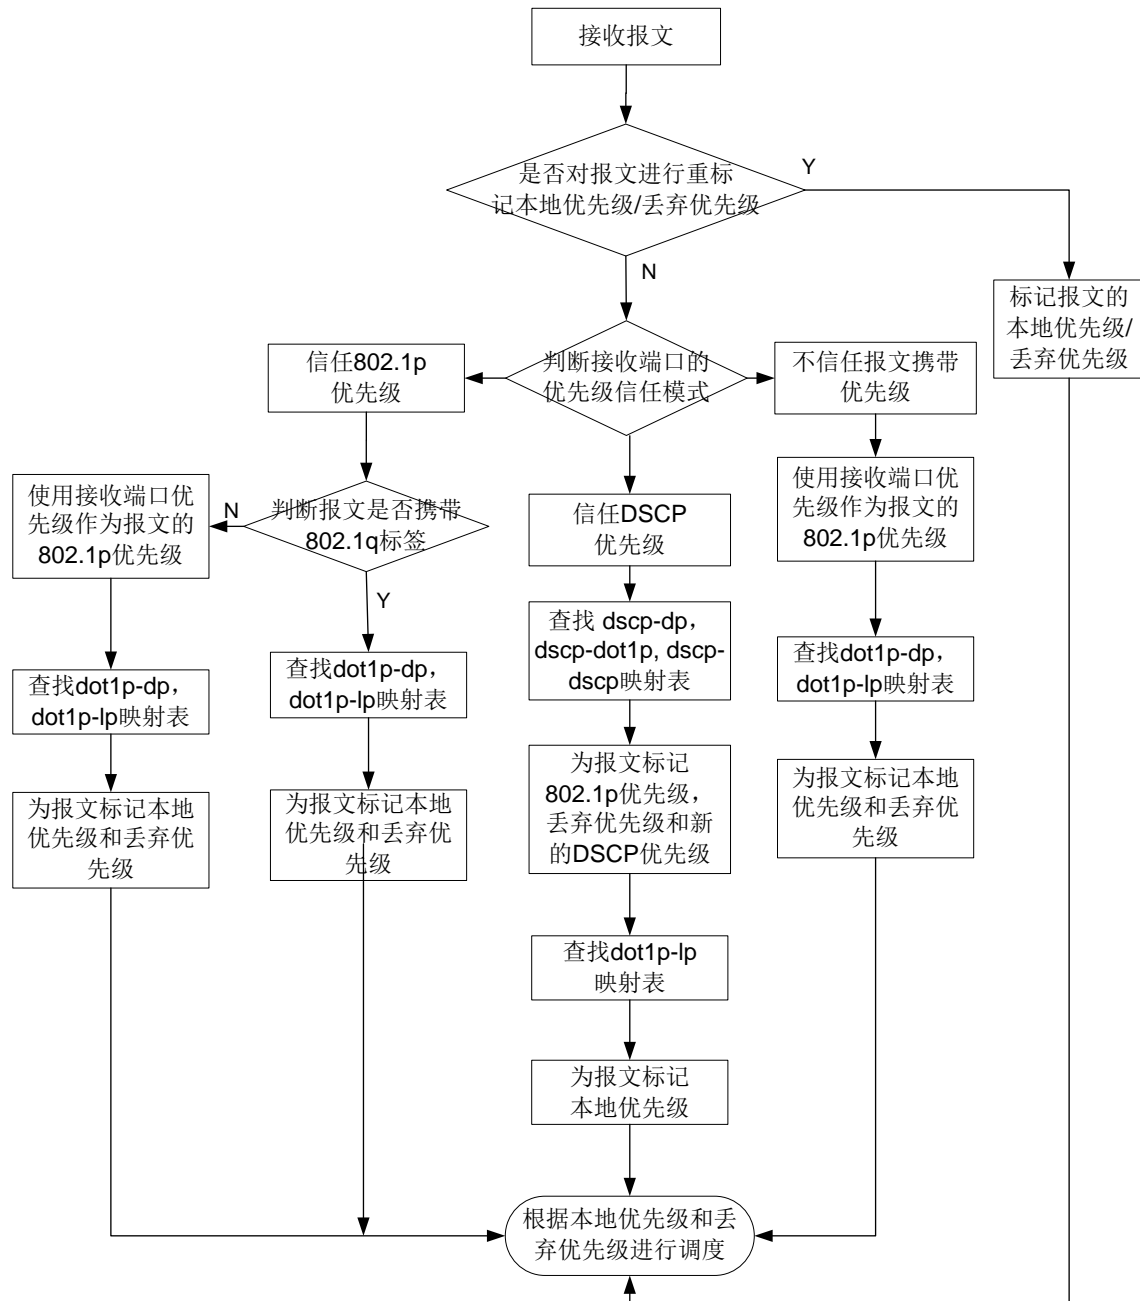 接收报文
是否对报文进行重标
记本地优先级/丢弃优先级
Y
N
标记报文的
本地优先级/
丢弃优先级
信任802.1p
优先级
判断接收端口的
优先级信任模式
不信任报文携带
优先级
使用接收端口优
先级作为报文的
802.1p优先级
N
判断报文是否携带
802.1q标签
Y
信任DSCP
优先级
使用接收端口优
先级作为报文的
802.1p优先级
查找dot1p-dp，
dot1p-lp映射表
查找dot1p-dp，
dot1p-lp映射表
查找 dscp-dp，
dscp-dot1p, dscp-
dscp映射表
查找dot1p-dp，
dot1p-lp映射表
为报文标记本地
优先级和丢弃优
先级
为报文标记本地
优先级和丢弃优
先级
为报文标记
802.1p优先级，
丢弃优先级和新
的DSCP优先级
为报文标记本地
优先级和丢弃优
先级
查找dot1p-lp
映射表
为报文标记
本地优先级
根据本地优先级和丢
弃优先级进行调度